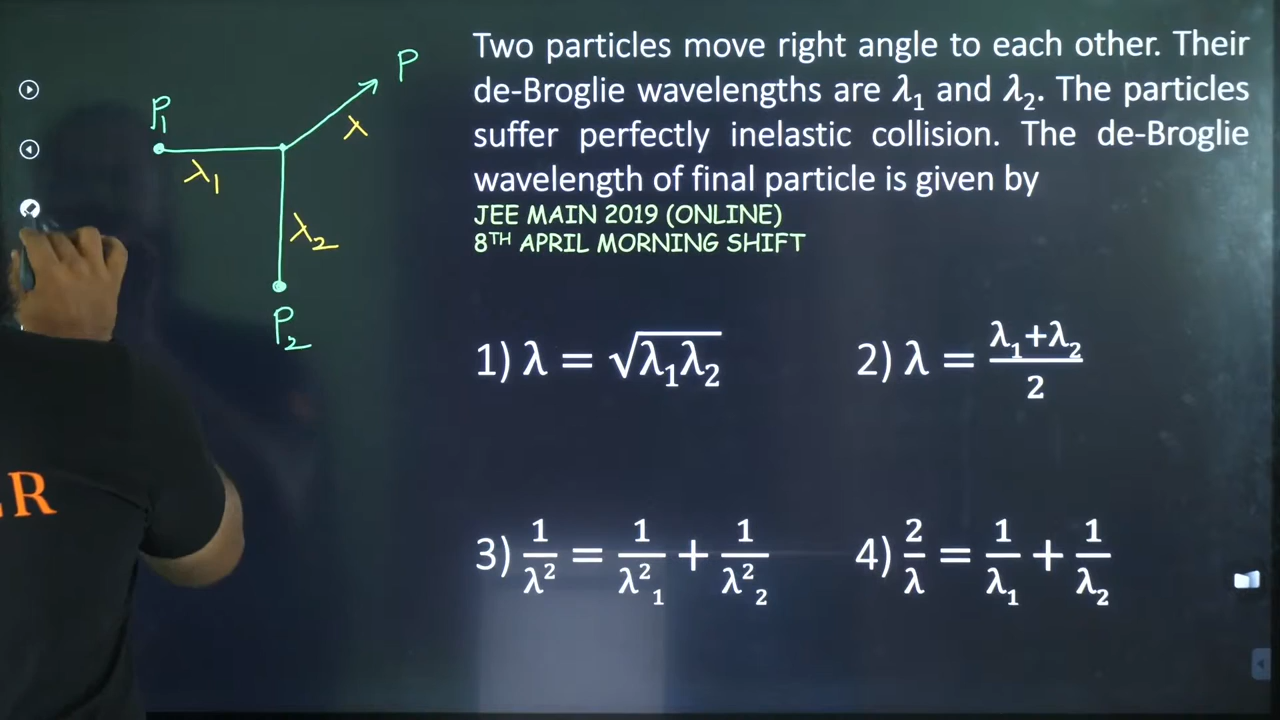 P
P₁
λ
λ₁
λ₂
P₂
Two particles move right angle to each other. Their
de-Broglie wavelengths are λ₁ and λ₂. The particles
suffer perfectly inelastic collision. The de-Broglie
wavelength of final particle is given by
JEE MAIN 2019 (ONLINE)
8TH APRIL MORNING SHIFT
1) λ = √λ₁λ₂
2) λ = (λ₁+λ₂)/2
3) 1/λ² = 1/λ²₁ + 1/λ²₂
4) 2/λ = 1/λ₁ + 1/λ₂